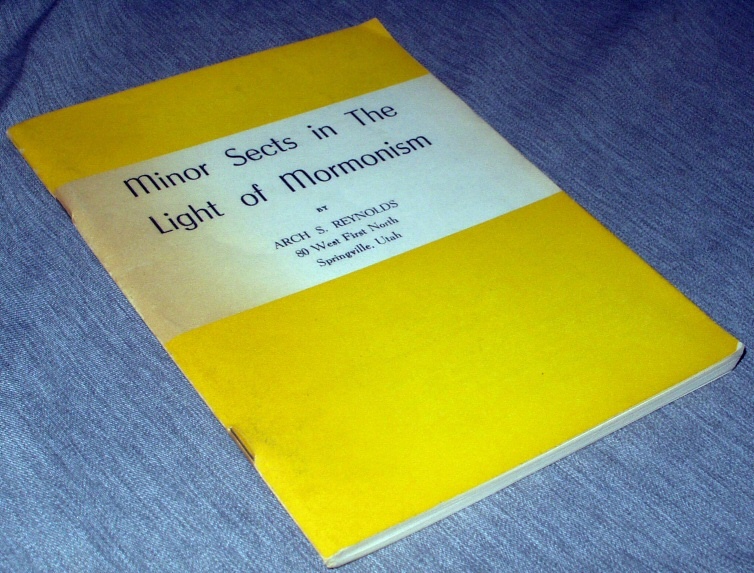 Minor Sects in The
Light of Mormonism
BY
ARCH S. REYNOLDS
80 West First North
Springville, Utah